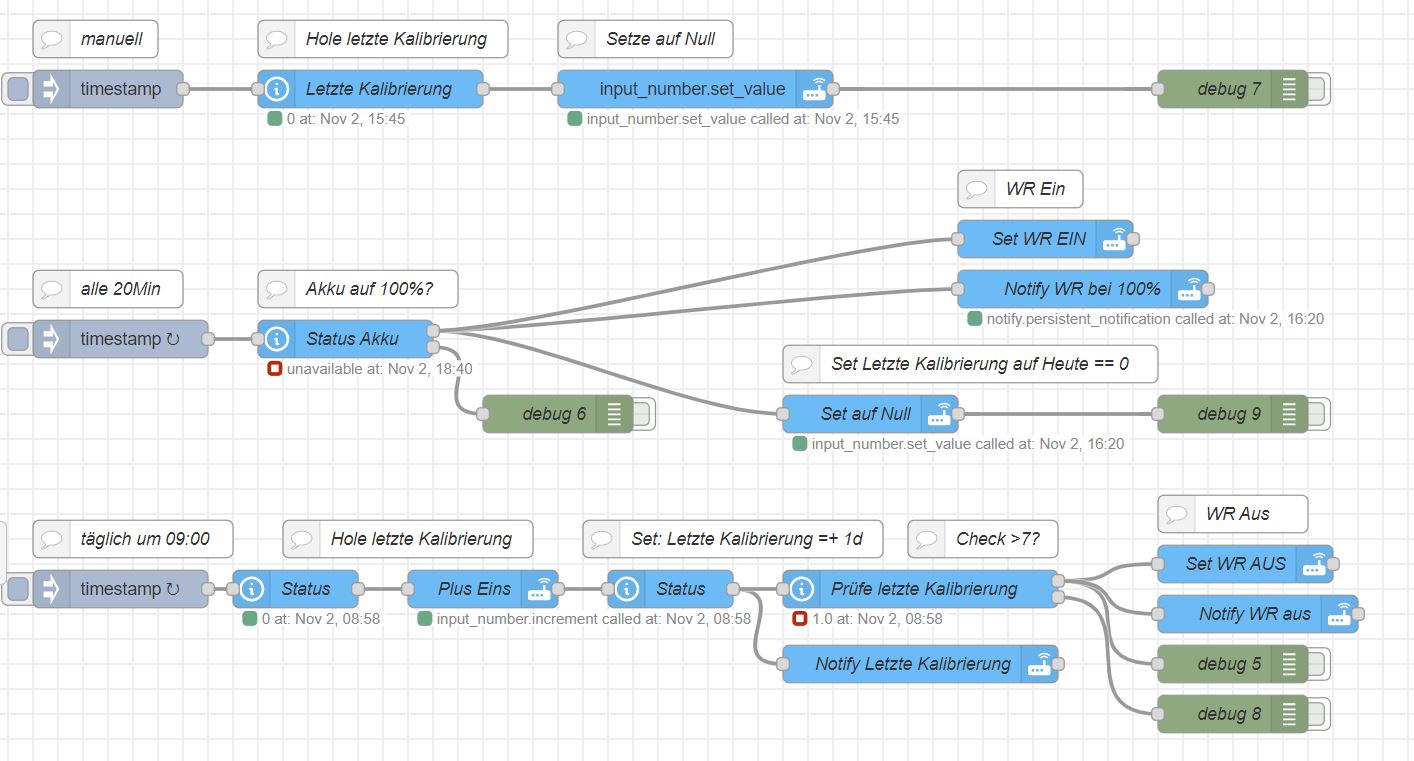 manuell
Hole letzte Kalibrierung
Setze auf Null
timestamp
Letzte Kalibrierung
input_number.set_value
debug 7
0 at: Nov 2, 15:45
input_number.set_value called at: Nov 2, 15:45
WR Ein
Set WR EIN
alle 20Min
Akku auf 100%?
Notify WR bei 100%
notify.persistent_notification called at: Nov 2, 16:20
timestamp ↻
Status Akku
unavailable at: Nov 2, 18:40
Set Letzte Kalibrierung auf Heute == 0
debug 6
Set auf Null
debug 9
input_number.set_value called at: Nov 2, 16:20
WR Aus
täglich um 09:00
Hole letzte Kalibrierung
Set: Letzte Kalibrierung =+ 1d
Check >7?
Set WR AUS
timestamp ↻
Status
Plus Eins
Status
Prüfe letzte Kalibrierung
Notify WR aus
0 at: Nov 2, 08:58
input_number.increment called at: Nov 2, 08:58
1.0 at: Nov 2, 08:58
Notify Letzte Kalibrierung
debug 5
debug 8